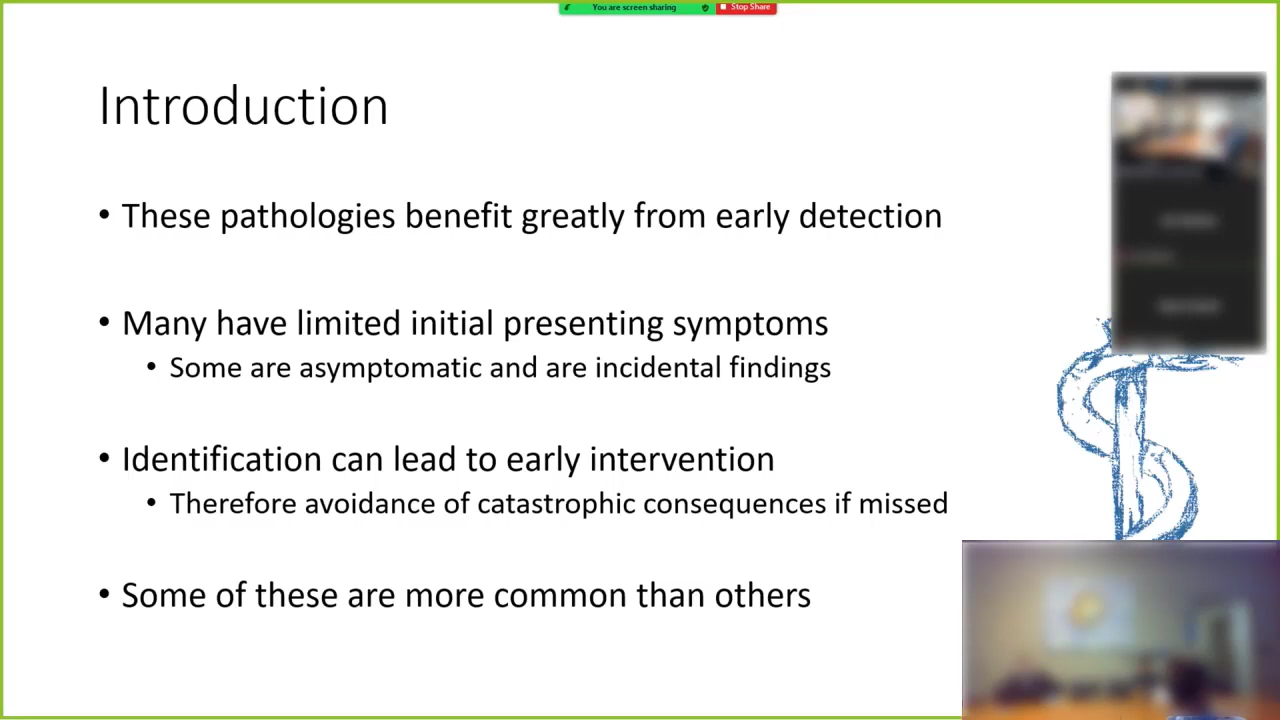 You are screen sharing Stop Share
Introduction
• These pathologies benefit greatly from early detection
• Many have limited initial presenting symptoms
• Some are asymptomatic and are incidental findings
• Identification can lead to early intervention
• Therefore avoidance of catastrophic consequences if missed
• Some of these are more common than others